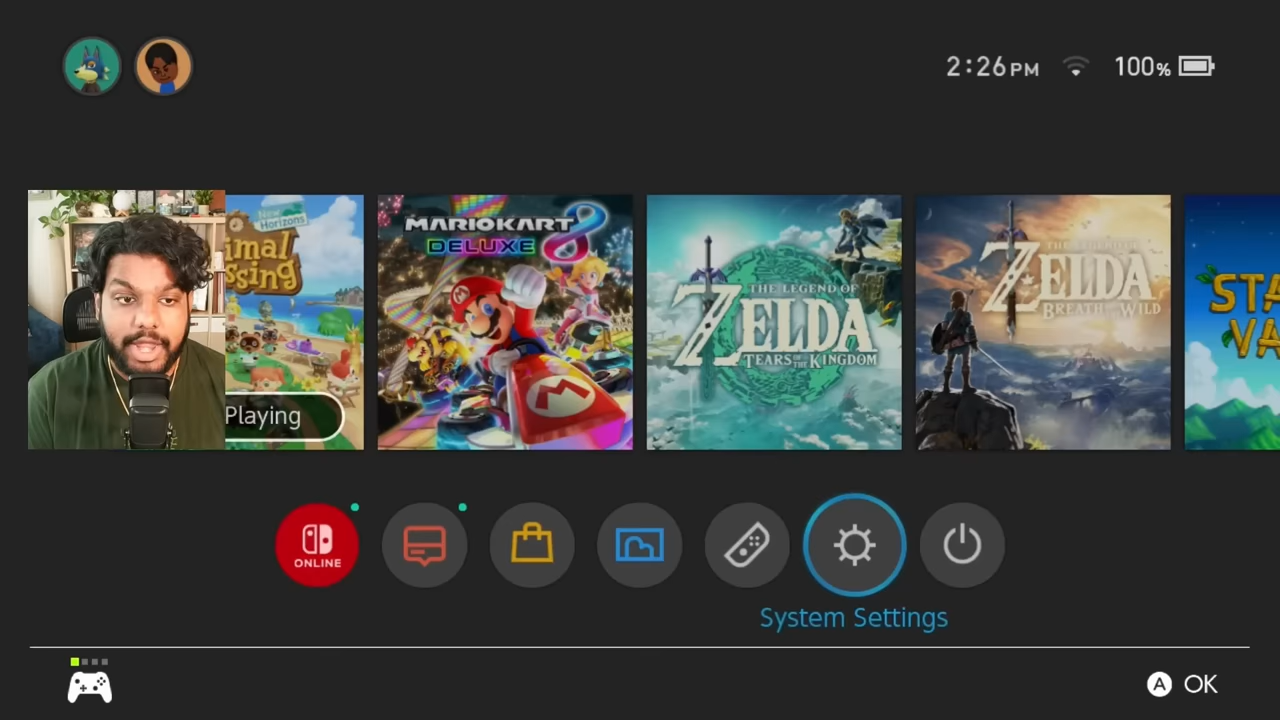 2:26PM
100%
New
Horizons
imal
ssing
Playing
MARIOKART
8
DELUXE
THE LEGEND OF
ZELDA
TEARS OF THE KINGDOM
THE LEGEND OF
ZELDA
BREATH OF THE WILD
STA
VA
ONLINE
System Settings
A OK